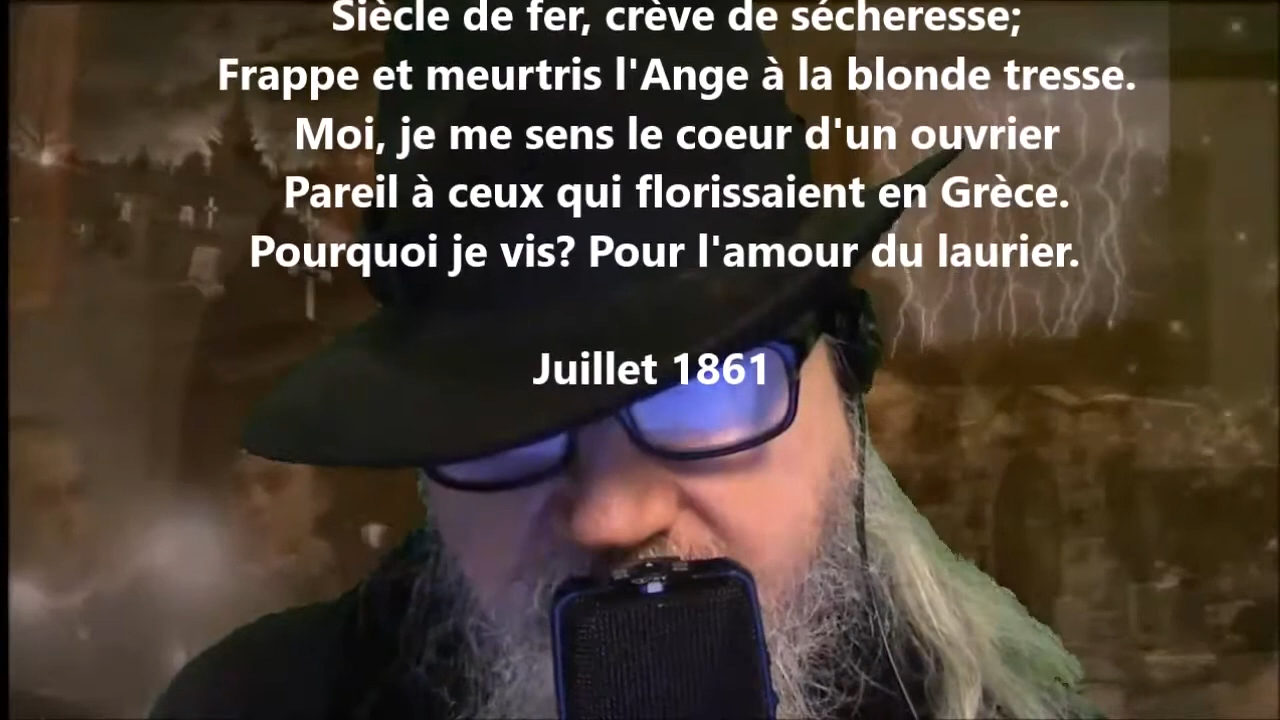 Siècle de fer, crève de sécheresse;
Frappe et meurtris l'Ange à la blonde tresse.
Moi, je me sens le coeur d'un ouvrier
Pareil à ceux qui florissaient en Grèce.
Pourquoi je vis? Pour l'amour du laurier.
Juillet 1861